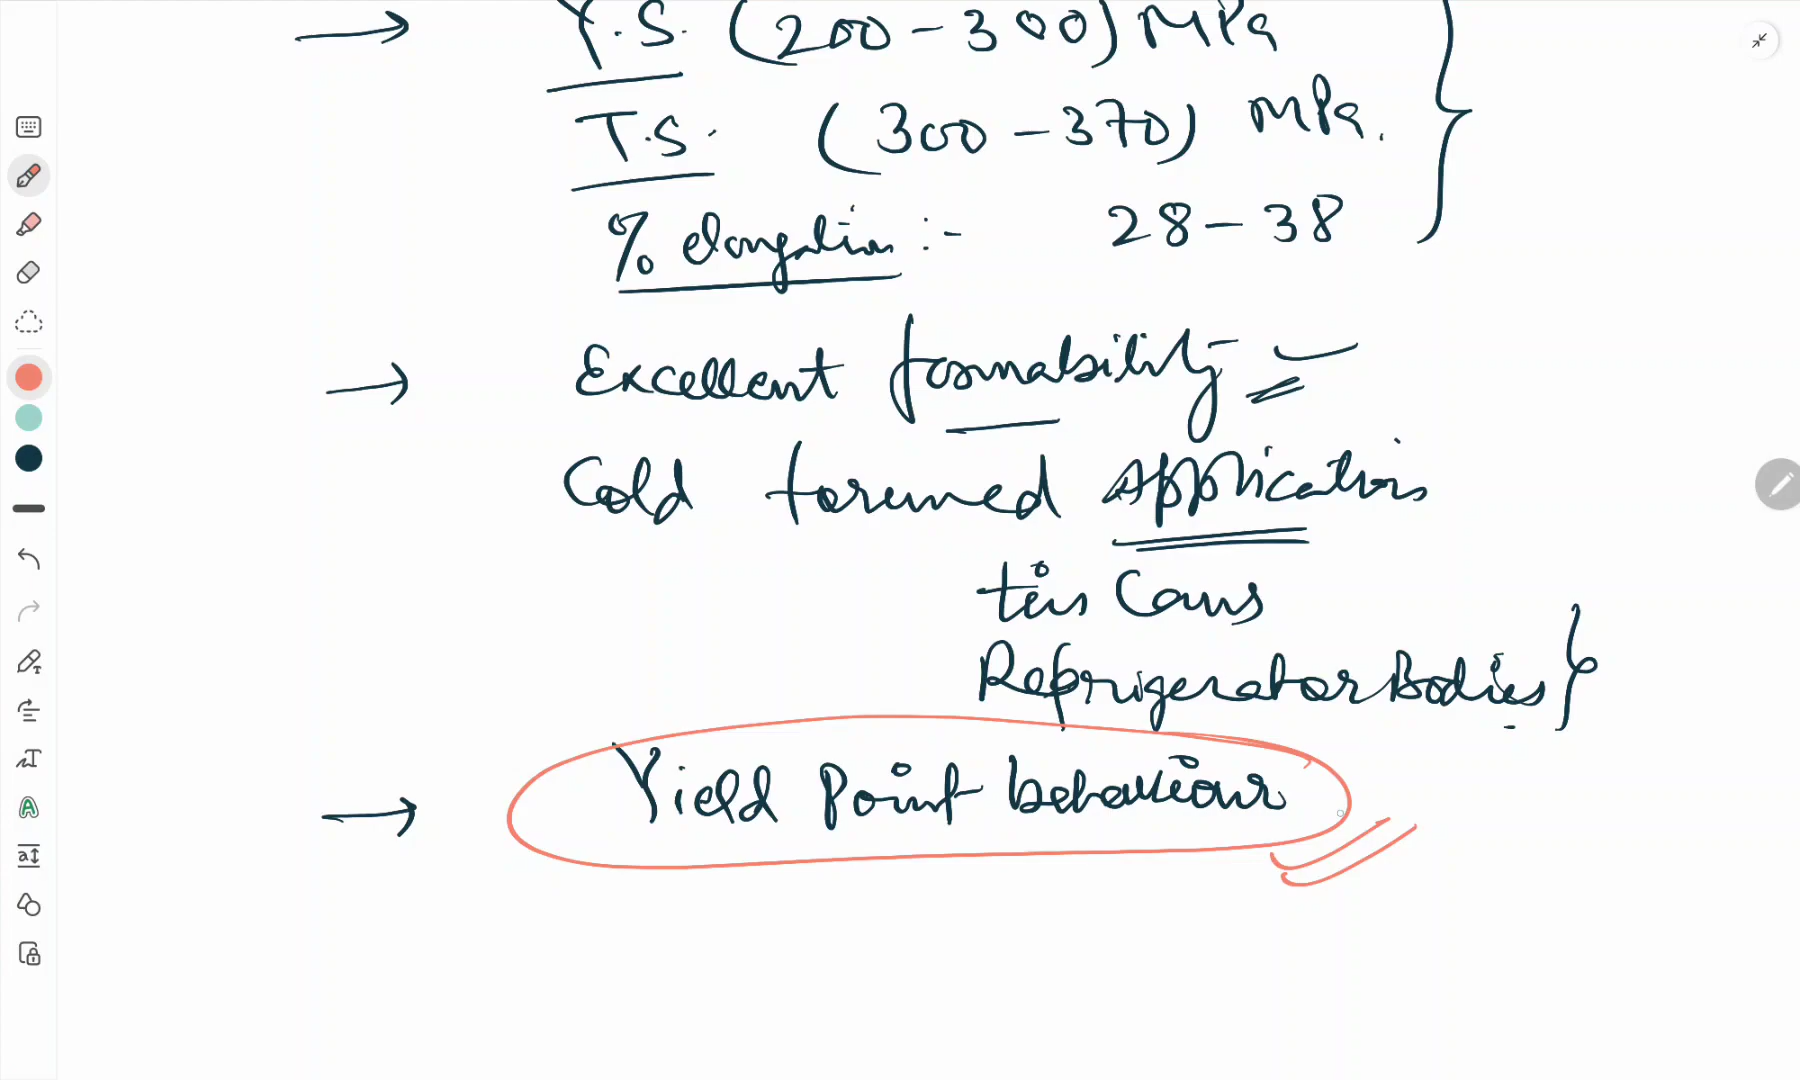 → Y.S. (200-300) MPa
T.S. (300-370) MPa.
% elongation :- 28-38
→ Excellent formability
Cold formed Application
tin Cans
Refrigerator Bodies
→ Yield Point behaviour